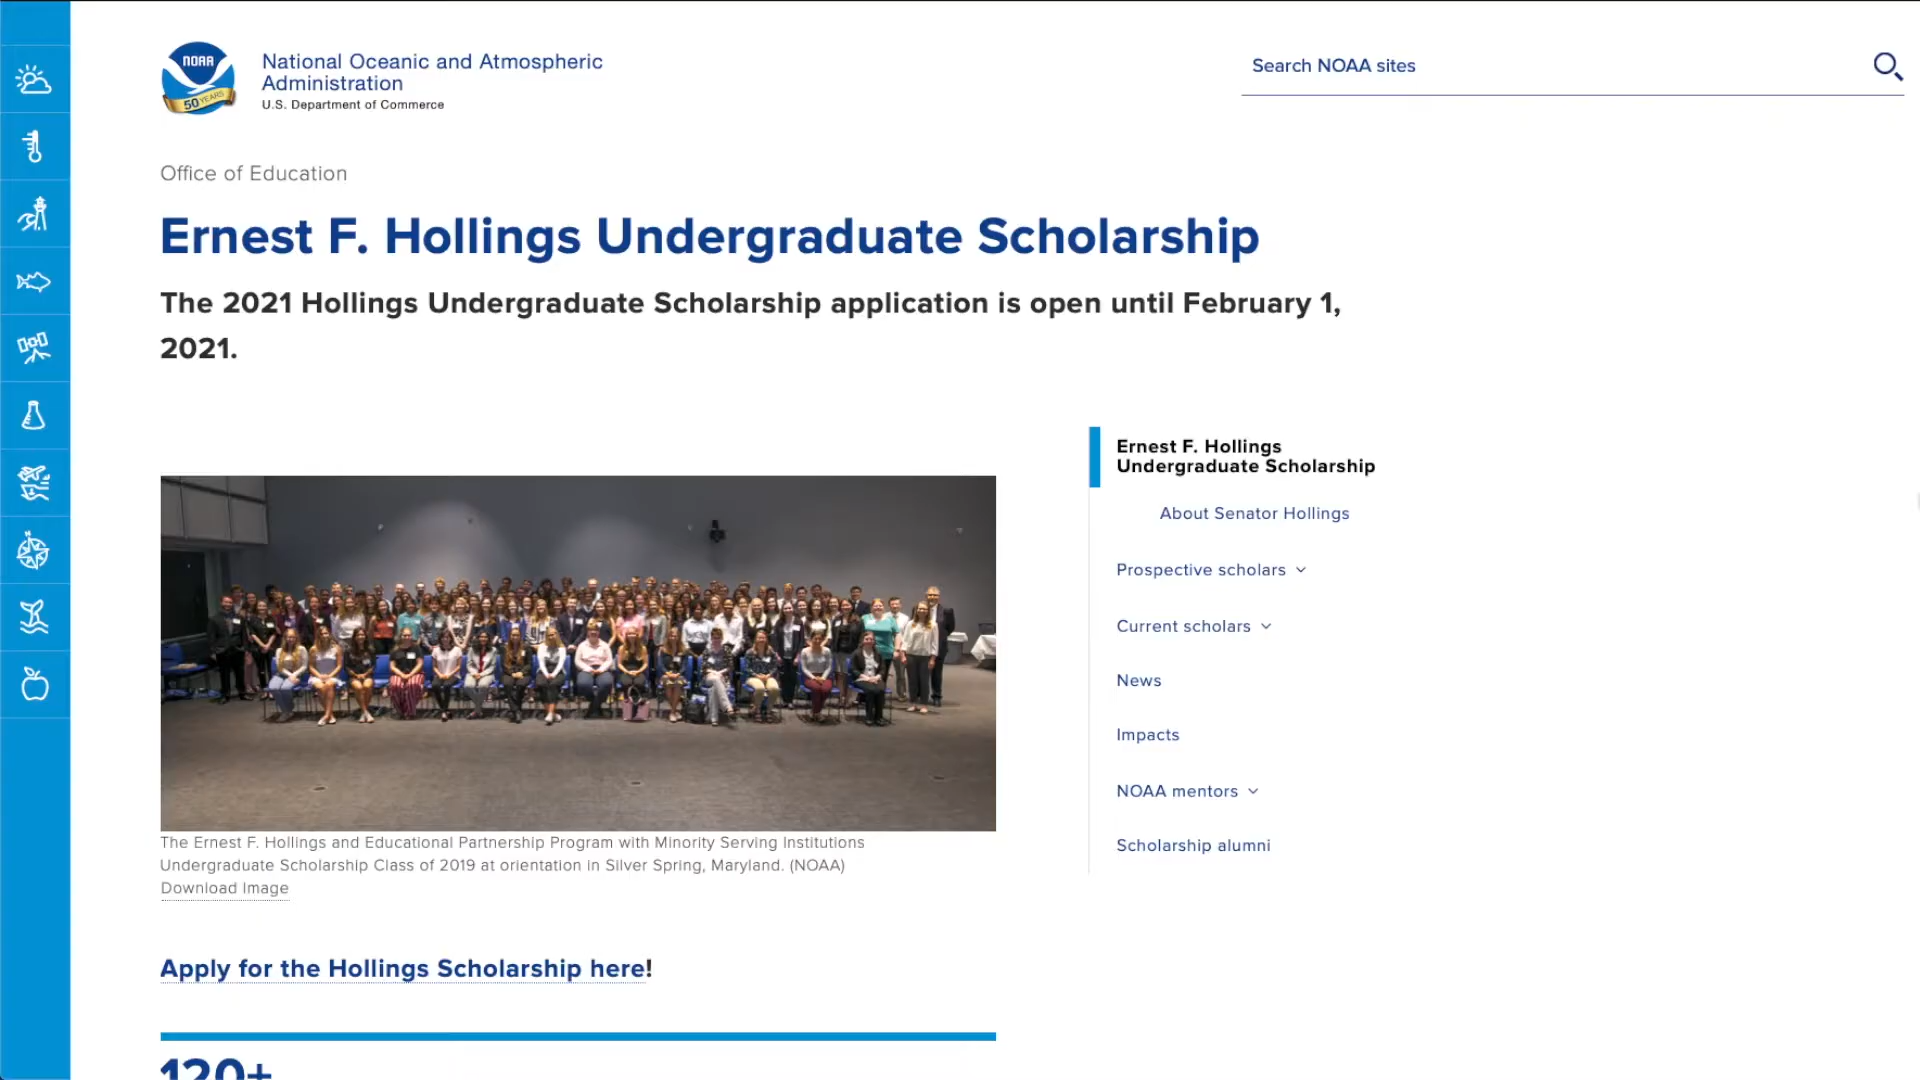 NOAA
50 YEARS
National Oceanic and Atmospheric
Administration
U.S. Department of Commerce
Search NOAA sites
Office of Education
Ernest F. Hollings Undergraduate Scholarship
The 2021 Hollings Undergraduate Scholarship application is open until February 1,
2021.
Ernest F. Hollings
Undergraduate Scholarship
About Senator Hollings
Prospective scholars
Current scholars
News
Impacts
NOAA mentors
Scholarship alumni
The Ernest F. Hollings and Educational Partnership Program with Minority Serving Institutions
Undergraduate Scholarship Class of 2019 at orientation in Silver Spring, Maryland. (NOAA)
Download Image
Apply for the Hollings Scholarship here!
120+